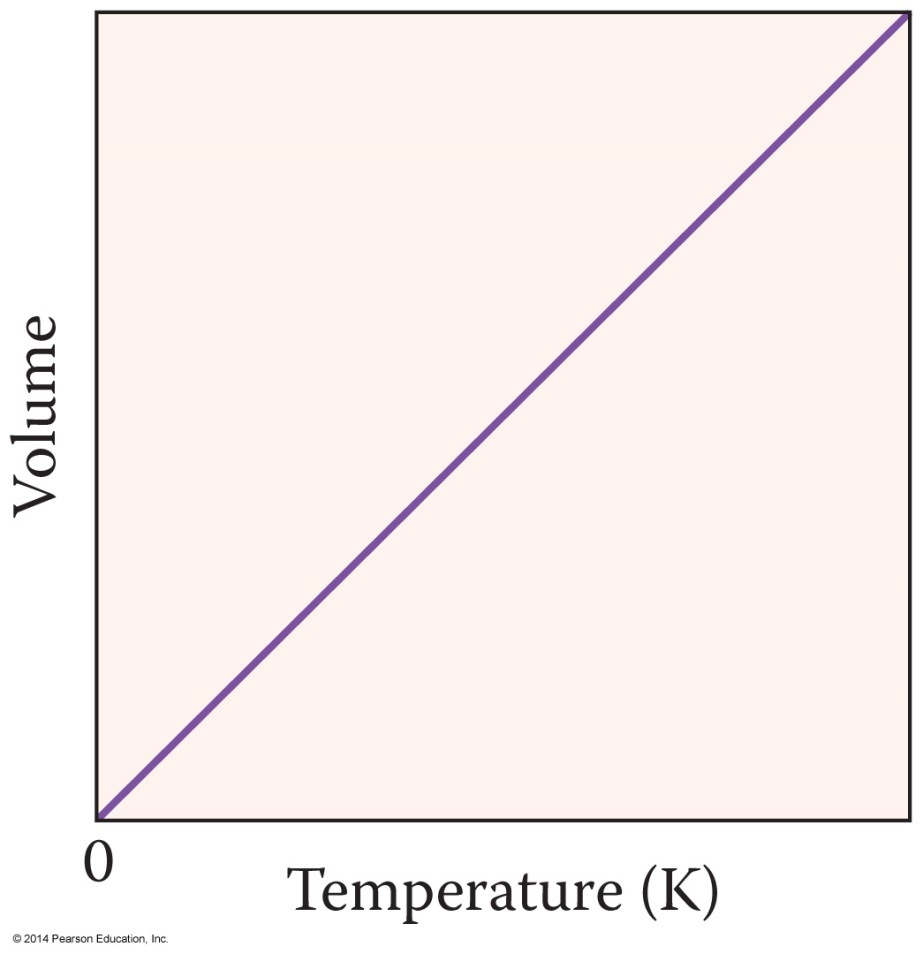 Volume
0
Temperature (K)
© 2014 Pearson Education, Inc.